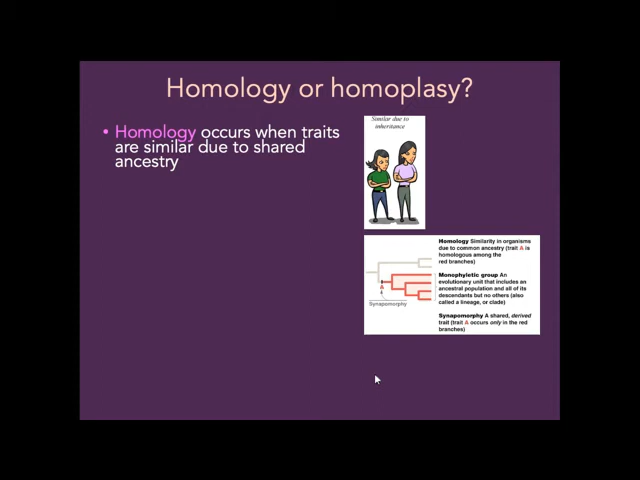 Homology or homoplasy?
• Homology occurs when traits
are similar due to shared
ancestry
Similar due to
inheritance
Homology Similarity in organisms
due to common ancestry (trait A is
homologous among the
red branches)
Monophyletic group An
evolutionary unit that includes an
ancestral population and all of its
descendants but no others (also
called a lineage, or clade)
Synapomorphy A shared, derived
trait (trait A occurs only in the red
branches)
A
Synapomorphy